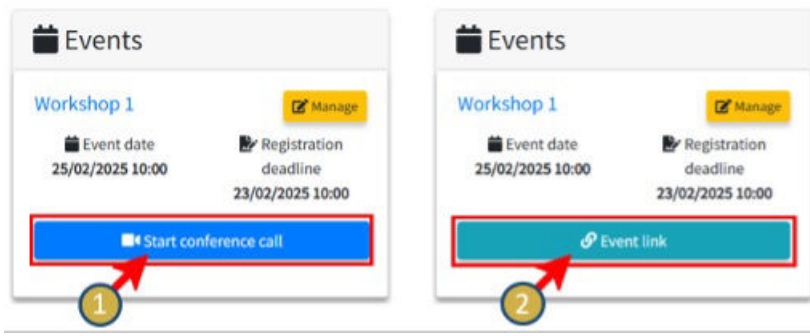 Events
Workshop 1
Manage
Event date
25/02/2025 10:00
Registration
deadline
23/02/2025 10:00
Start conference call
1
Events
Workshop 1
Manage
Event date
25/02/2025 10:00
Registration
deadline
23/02/2025 10:00
Event link
2